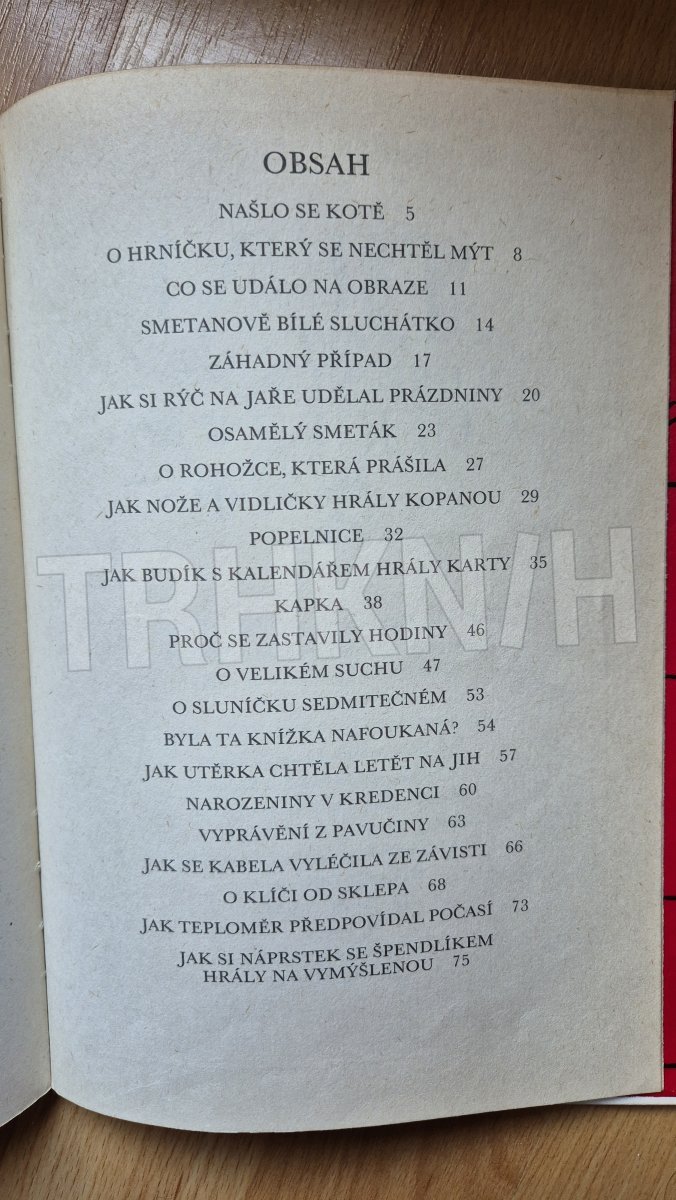 OBSAH
NAŠLO SE KOTĚ 5
O HRNÍČKU, KTERÝ SE NECHTĚL MÝT 8
CO SE UDÁLO NA OBRAZE 11
SMETANOVĚ BÍLÉ SLUCHÁTKO 14
ZÁHADNÝ PŘÍPAD 17
JAK SI RÝČ NA JAŘE UDĚLAL PRÁZDNINY 20
OSAMĚLÝ SMETÁK 23
O ROHOŽCE, KTERÁ PRÁŠILA 27
JAK NOŽE A VIDLIČKY HRÁLY KOPANOU 29
POPELNICE 32
JAK BUDÍK S KALENDÁŘEM HRÁLY KARTY 35
TRHKN/H
KAPKA 38
PROČ SE ZASTAVILY HODINY 46
O VELIKÉM SUCHU 47
O SLUNÍČKU SEDMITEČNÉM 53
BYLA TA KNÍŽKA NAFOUKANÁ? 54
JAK UTĚRKA CHTĚLA LETĚT NA JIH 57
NAROZENINY V KREDENCI 60
VYPRÁVĚNÍ Z PAVUČINY 63
JAK SE KABELA VYLÉČILA ZE ZÁVISTI 66
O KLÍČI OD SKLEPA 68
JAK TEPLOMĚR PŘEDPOVÍDAL POČASÍ 73
JAK SI NÁPRSTEK SE ŠPENDLÍKEM
HRÁLY NA VYMÝŠLENOU 75